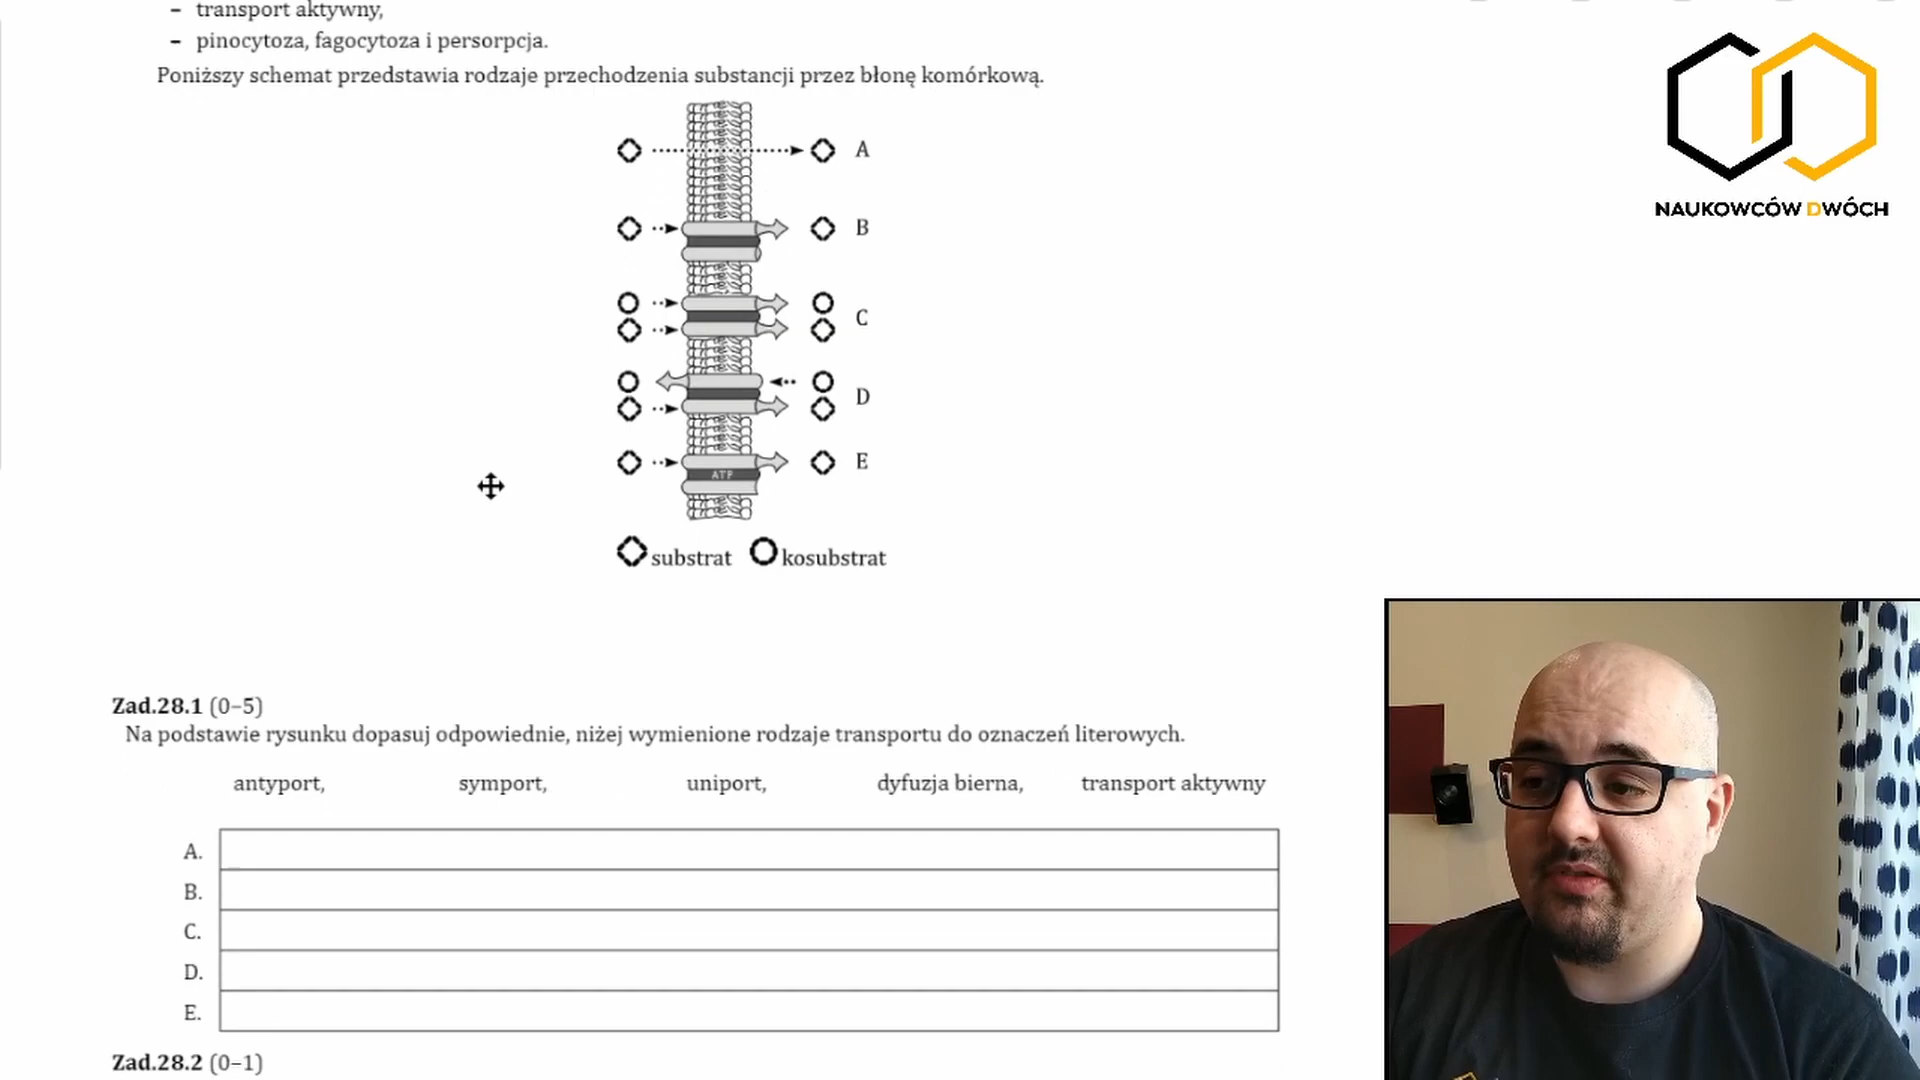 – transport aktywny,
– pinocytoza, fagocytoza i persorpcja.
Poniższy schemat przedstawia rodzaje przechodzenia substancji przez błonę komórkową.
A
B
C
D
E
ATP
substrat kosubstrat
NAUKOWCÓW DWÓCH
Zad.28.1 (0–5)
Na podstawie rysunku dopasuj odpowiednie, niżej wymienione rodzaje transportu do oznaczeń literowych.
antyport, symport, uniport, dyfuzja bierna, transport aktywny
A.
B.
C.
D.
E.
Zad.28.2 (0–1)